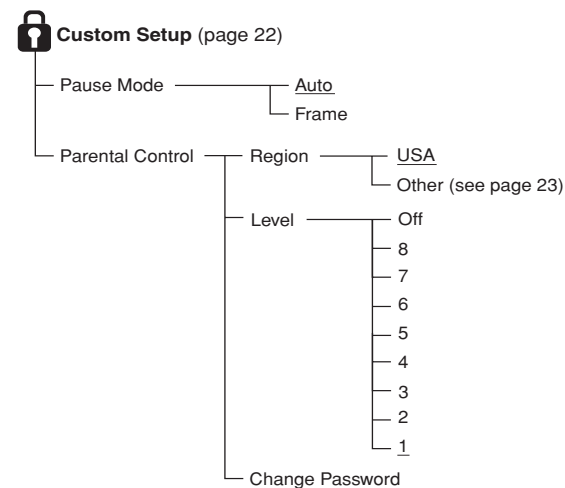 Custom Setup (page 22)
Pause Mode
Auto
Frame
Parental Control
Region
USA
Other (see page 23)
Level
Off
8
7
6
5
4
3
2
1
Change Password